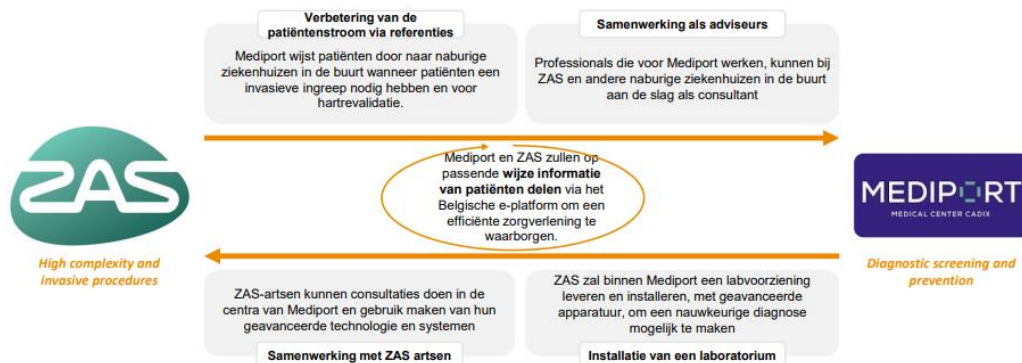 Verbetering van de
patiëntenstroom via referenties
Mediport wijst patiënten door naar naburige
ziekenhuizen in de buurt wanneer patiënten een
invasieve ingreep nodig hebben en voor
hartrevalidatie.
Samenwerking als adviseurs
Professionals die voor Mediport werken, kunnen bij
ZAS en andere naburige ziekenhuizen in de buurt
aan de slag als consultant
ZAS
High complexity and
invasive procedures
Mediport en ZAS zullen op
passende wijze informatie
van patiënten delen via het
Belgische e-platform om een
efficiënte zorgverlening te
waarborgen.
MEDIPORT
MEDICAL CENTER CADIX
Diagnostic screening and
prevention
ZAS-artsen kunnen consultaties doen in de
centra van Mediport en gebruik maken van hun
geavanceerde technologie en systemen
Samenwerking met ZAS artsen
ZAS zal binnen Mediport een labvoorziening
leveren en installeren, met geavanceerde
apparatuur, om een nauwkeurige diagnose
mogelijk te maken
Installatie van een laboratorium